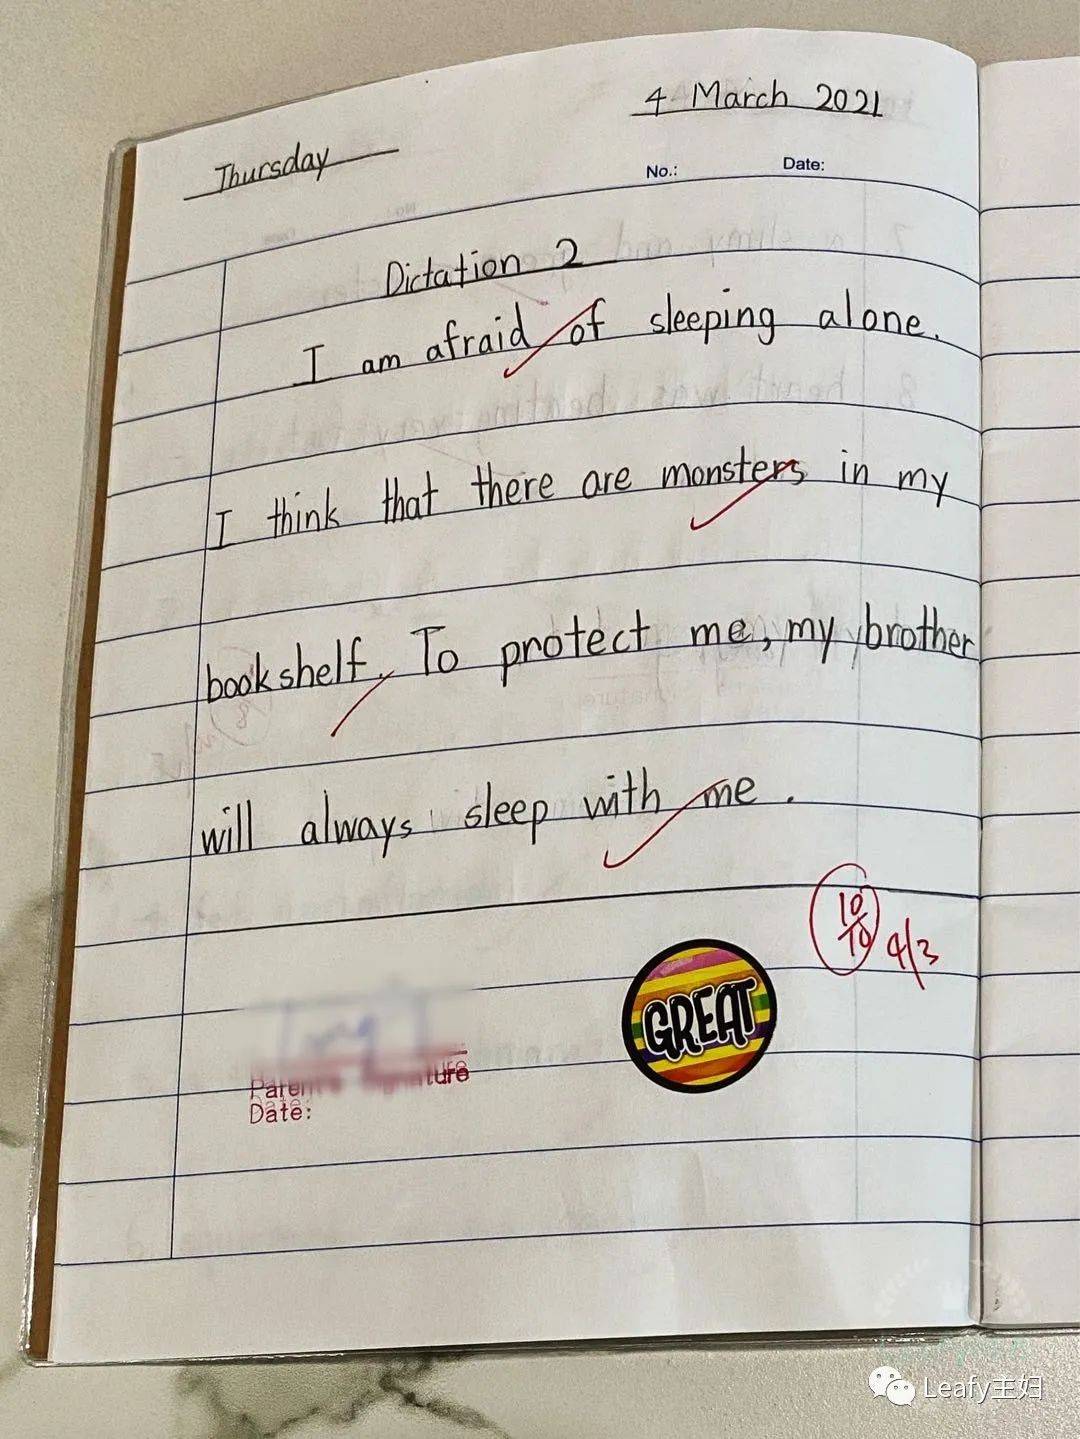 4 March 2021
Thursday
No.: Date:
Dictation 2
I am afraid of sleeping alone.
I think that there are monsters in my
bookshelf. To protect me, my brother
will always sleep with me.
10/10 4/3
GREAT
Parent's Signature
Date:
Leafy主妇